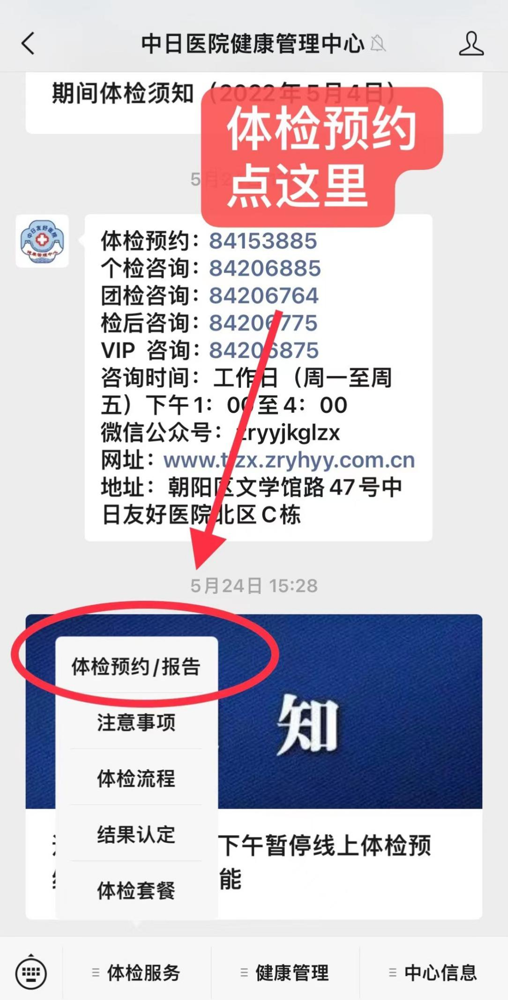 中日医院健康管理中心
期间体检须知（2022年5月4日）
体检预约
点这里
5月2
中日友好医院
健康管理中心
体检预约：84153885
个检咨询：84206885
团检咨询：84206764
检后咨询：84206775
VIP 咨询：84206875
咨询时间：工作日（周一至周
五）下午1：00至4：00
微信公众号：zryyjkglzx
网址：www.tjzx.zryhyy.com.cn
地址：朝阳区文学馆路47号中
日友好医院北区C栋
5月24日 15:28
体检预约/报告
知
注意事项
体检流程
结果认定
下午暂停线上体检预
能
体检套餐
体检服务
健康管理
中心信息